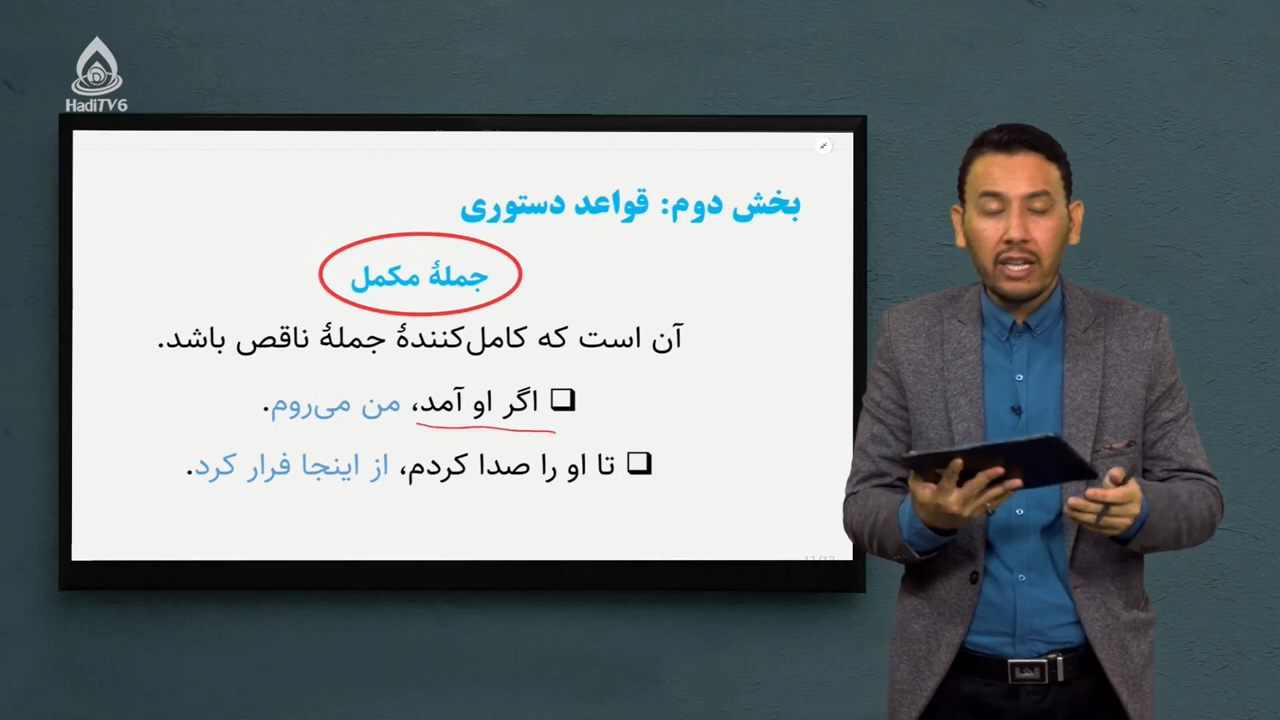 HadiTV6
بخش دوم: قواعد دستوری
جملهٔ مکمل
آن است که کامل‌کنندهٔ جملهٔ ناقص باشد.
اگر او آمد، من می‌روم.
تا او را صدا کردم، از اینجا فرار کرد.